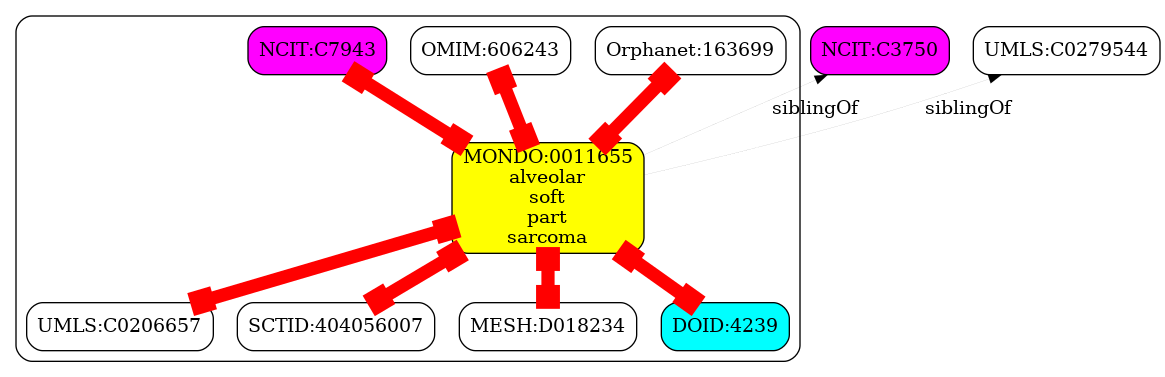 NCIT:C7943
OMIM:606243
Orphanet:163699
NCIT:C3750
UMLS:C0279544
siblingOf
siblingOf
MONDO:0011655
alveolar
soft
part
sarcoma
UMLS:C0206657
SCTID:404056007
MESH:D018234
DOID:4239